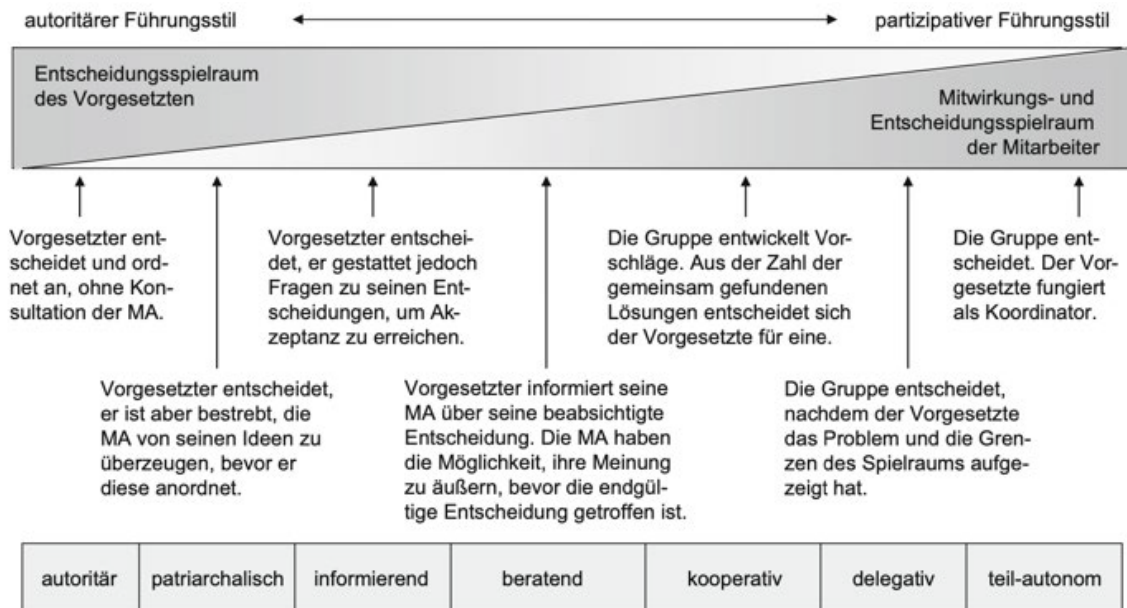 autoritärer Führungsstil
partizipativer Führungsstil
Entscheidungsspielraum
des Vorgesetzten
Mitwirkungs- und
Entscheidungsspielraum
der Mitarbeiter
Vorgesetzter ent-
scheidet und ord-
net an, ohne Kon-
sultation der MA.
Vorgesetzter entscheidet,
er ist aber bestrebt, die
MA von seinen Ideen zu
überzeugen, bevor er
diese anordnet.
Vorgesetzter entschei-
det, er gestattet jedoch
Fragen zu seinen Ent-
scheidungen, um Ak-
zeptanz zu erreichen.
Vorgesetzter informiert seine
MA über seine beabsichtigte
Entscheidung. Die MA haben
die Möglichkeit, ihre Meinung
zu äußern, bevor die endgül-
tige Entscheidung getroffen ist.
Die Gruppe entwickelt Vor-
schläge. Aus der Zahl der
gemeinsam gefundenen
Lösungen entscheidet sich
der Vorgesetzte für eine.
Die Gruppe entscheidet,
nachdem der Vorgesetzte
das Problem und die Gren-
zen des Spielraums aufge-
zeigt hat.
Die Gruppe ent-
scheidet. Der Vor-
gesetzte fungiert
als Koordinator.
autoritär
patriarchalisch
informierend
beratend
kooperativ
delegativ
teil-autonom